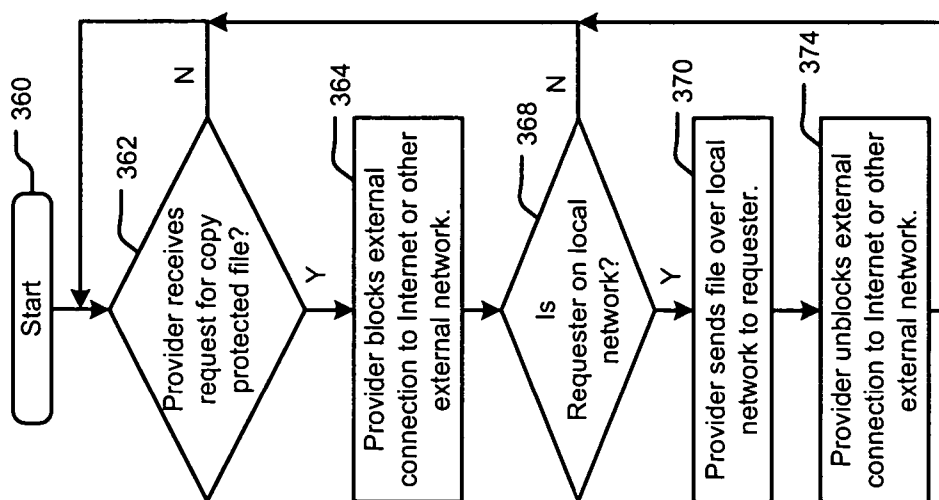 Start
360
Provider receives
request for copy
protected file?
362
N
Y
Provider blocks external
connection to Internet or other
external network.
364
Is
Requester on local
network?
368
N
Y
Provider sends file over local
network to requester.
370
Provider unblocks external
connection to Internet or other
external network.
374